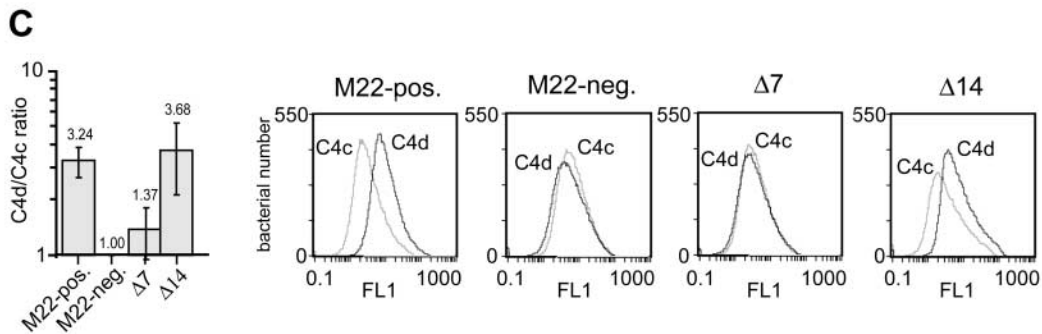 C
C4d/C4c ratio
10
1
3.24
1.00
1.37
3.68
M22-pos.
M22-neg.
Δ7
Δ14
M22-pos.
M22-neg.
Δ7
Δ14
bacterial number
550
0
C4c
C4d
0.1
1000
FL1
550
0
C4d
C4c
0.1
1000
FL1
550
0
C4d
C4c
0.1
1000
FL1
550
0
C4c
C4d
0.1
1000
FL1